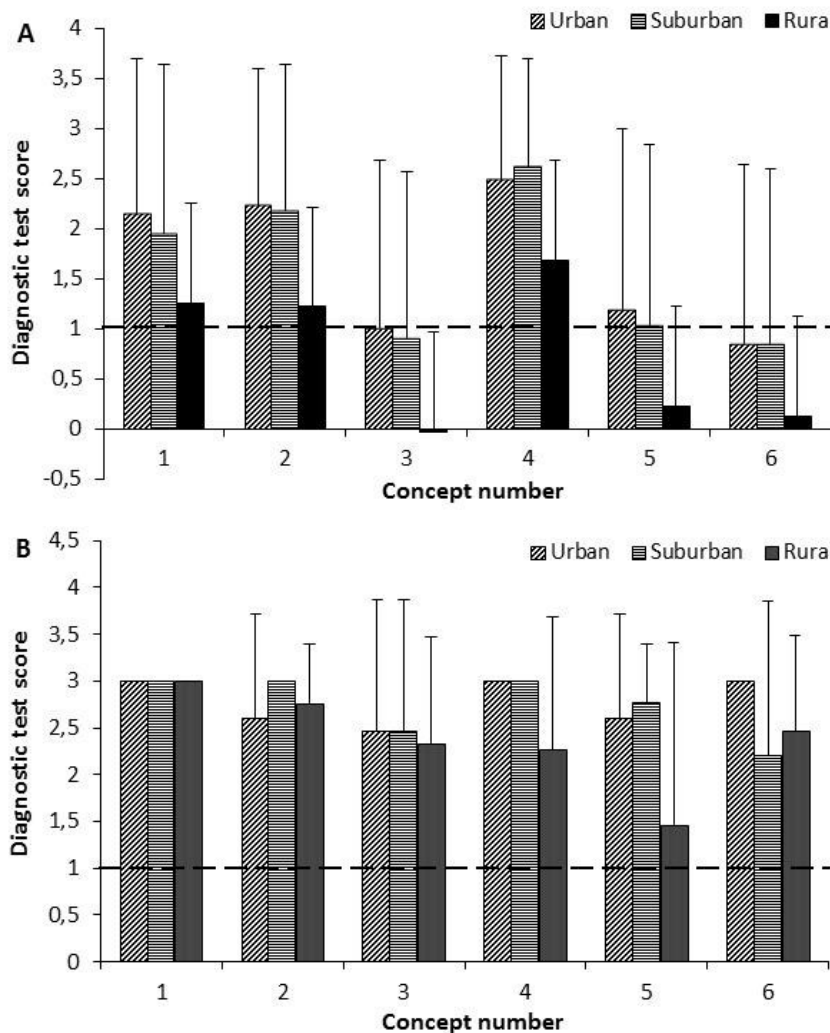 A
Urban Suburban Rura
Diagnostic test score
4
3,5
3
2,5
2
1,5
1
0,5
0
-0,5
1 2 3 4 5 6
Concept number
B
Urban Suburban Rura
Diagnostic test score
4,5
4
3,5
3
2,5
2
1,5
1
0,5
0
1 2 3 4 5 6
Concept number